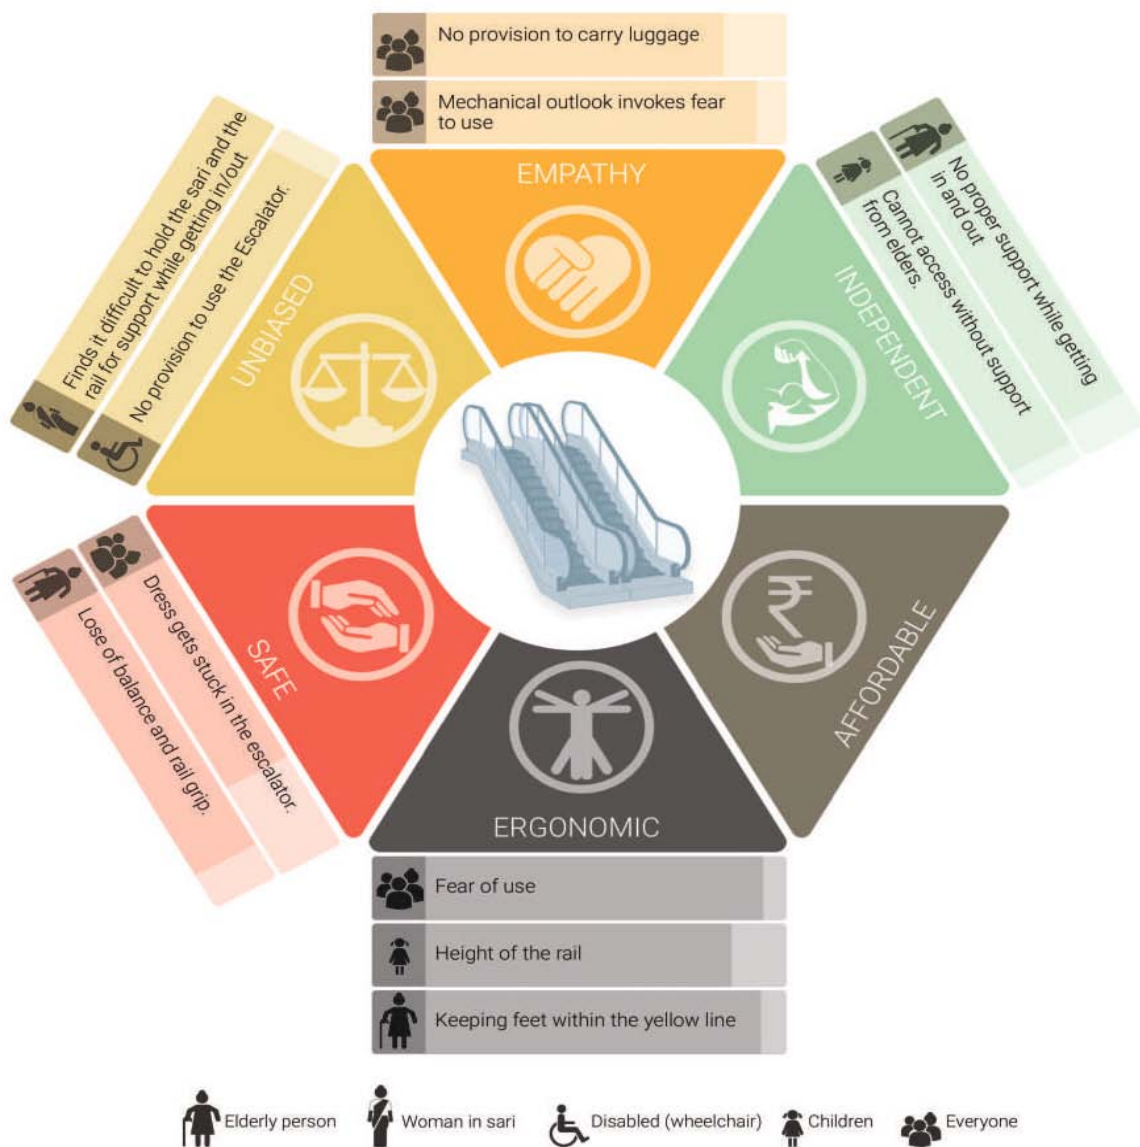 No provision to carry luggage
Mechanical outlook invokes fear
to use
EMPATHY
Finds it difficult to hold the sari and the
rail for support while getting in/out
No provision to use the Escalator.
UNBIASED
No proper support while getting
in and out
Cannot access without support
from elders.
INDEPENDENT
₹
AFFORDABLE
SAFE
Dress gets stuck in the escalator.
Lose of balance and rail grip.
ERGONOMIC
Fear of use
Height of the rail
Keeping feet within the yellow line
Elderly person
Woman in sari
Disabled (wheelchair)
Children
Everyone